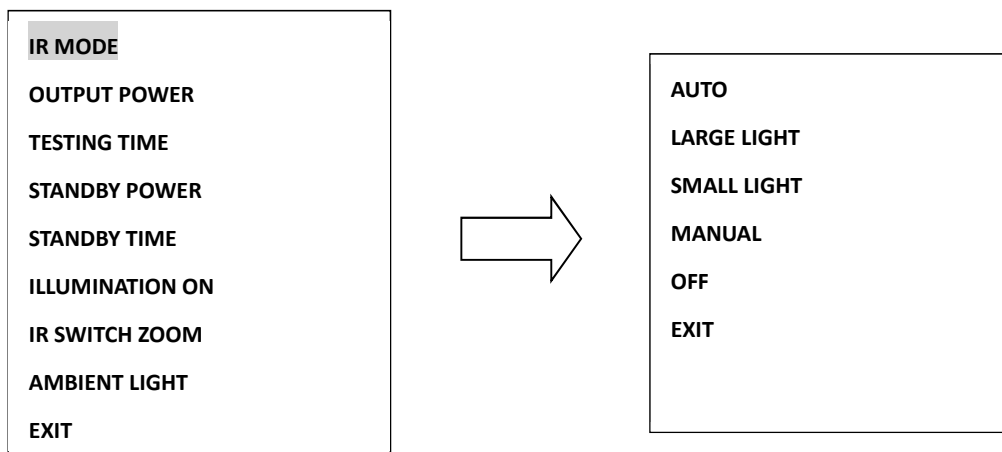 IR MODE
OUTPUT POWER
TESTING TIME
STANDBY POWER
STANDBY TIME
ILLUMINATION ON
IR SWITCH ZOOM
AMBIENT LIGHT
EXIT
AUTO
LARGE LIGHT
SMALL LIGHT
MANUAL
OFF
EXIT